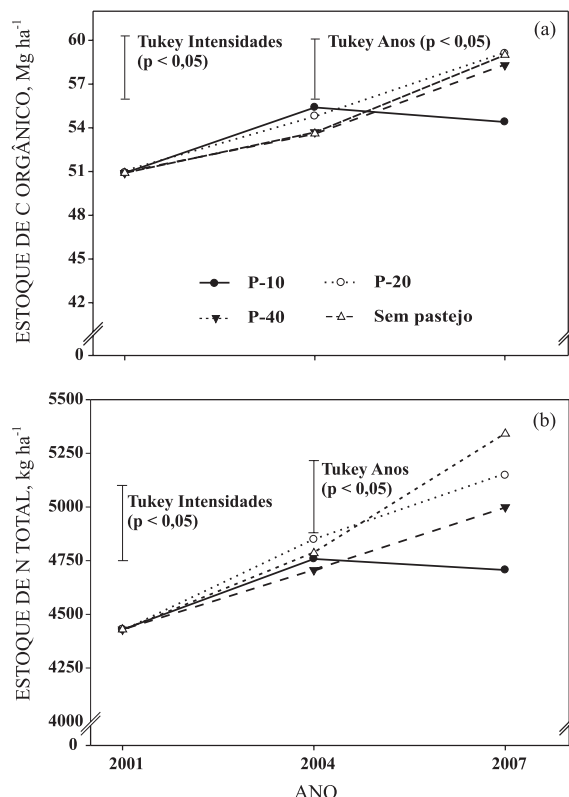 (a)
Tukey Intensidades
(p < 0,05)
Tukey Anos (p < 0,05)
ESTOQUE DE C ORGÂNICO, Mg ha⁻¹
60
57
54
51
48
45
42
0
P-10
P-20
P-40
Sem pastejo
(b)
Tukey Intensidades
(p < 0,05)
Tukey Anos
(p < 0,05)
ESTOQUE DE N TOTAL, kg ha⁻¹
5500
5250
5000
4750
4500
4250
4000
0
2001
2004
2007
ANO